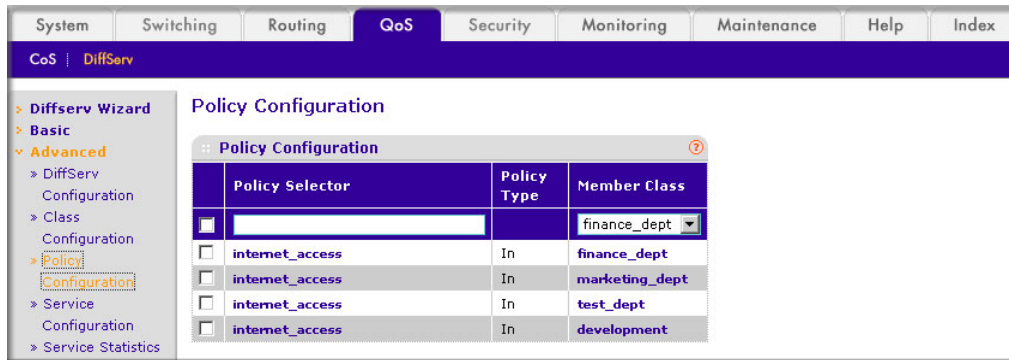 System Switching Routing QoS Security Monitoring Maintenance Help Index
CoS | DiffServ
Diffserv Wizard
Basic
Advanced
» DiffServ
Configuration
» Class
Configuration
» Policy
Configuration
» Service
Configuration
» Service Statistics
Policy Configuration
:: Policy Configuration ?
Policy Selector Policy Type Member Class
finance_dept
internet_access In finance_dept
internet_access In marketing_dept
internet_access In test_dept
internet_access In development